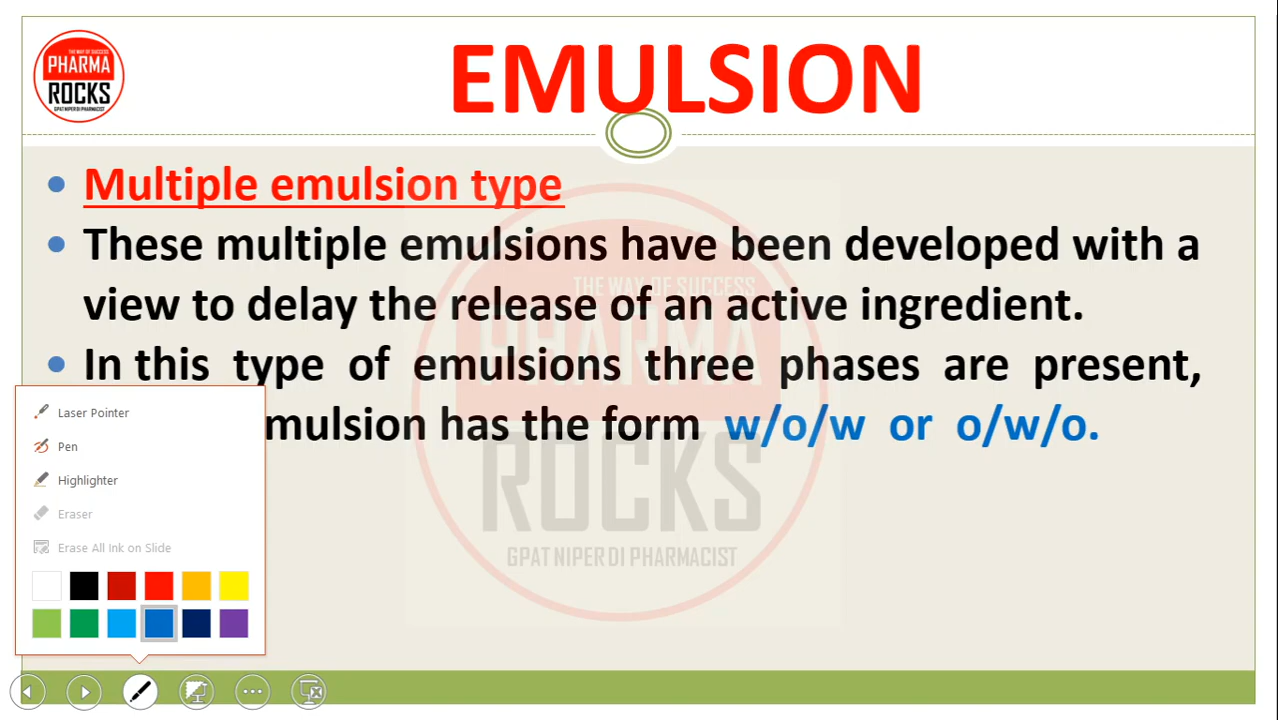 THE WAY OF SUCCESS
PHARMA
ROCKS
GPAT NIPER DI PHARMACIST
EMULSION
Multiple emulsion type
These multiple emulsions have been developed with a
view to delay the release of an active ingredient.
In this type of emulsions three phases are present,
mulsion has the form w/o/w or o/w/o.
THE WAY OF SUCCESS
PHARMA
ROCKS
GPAT NIPER DI PHARMACIST
Laser Pointer
Pen
Highlighter
Eraser
Erase All Ink on Slide